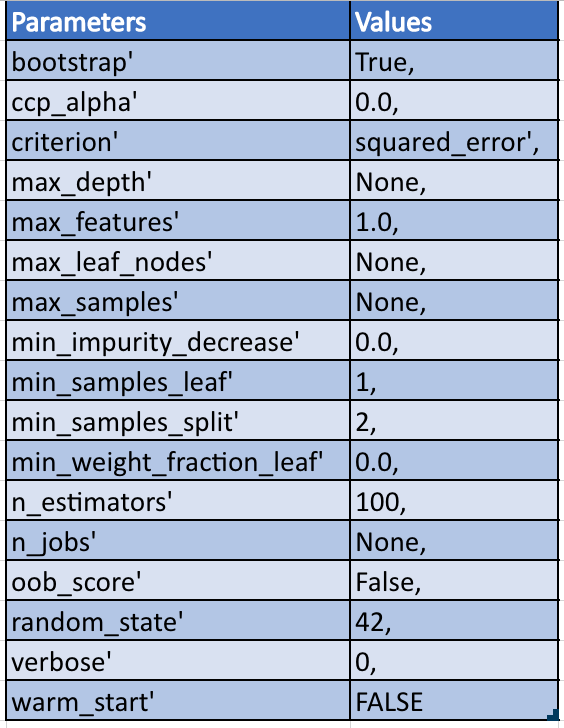 Parameters Values
bootstrap' True,
ccp_alpha' 0.0,
criterion' squared_error',
max_depth' None,
max_features' 1.0,
max_leaf_nodes' None,
max_samples' None,
min_impurity_decrease' 0.0,
min_samples_leaf' 1,
min_samples_split' 2,
min_weight_fraction_leaf' 0.0,
n_estimators' 100,
n_jobs' None,
oob_score' False,
random_state' 42,
verbose' 0,
warm_start' FALSE